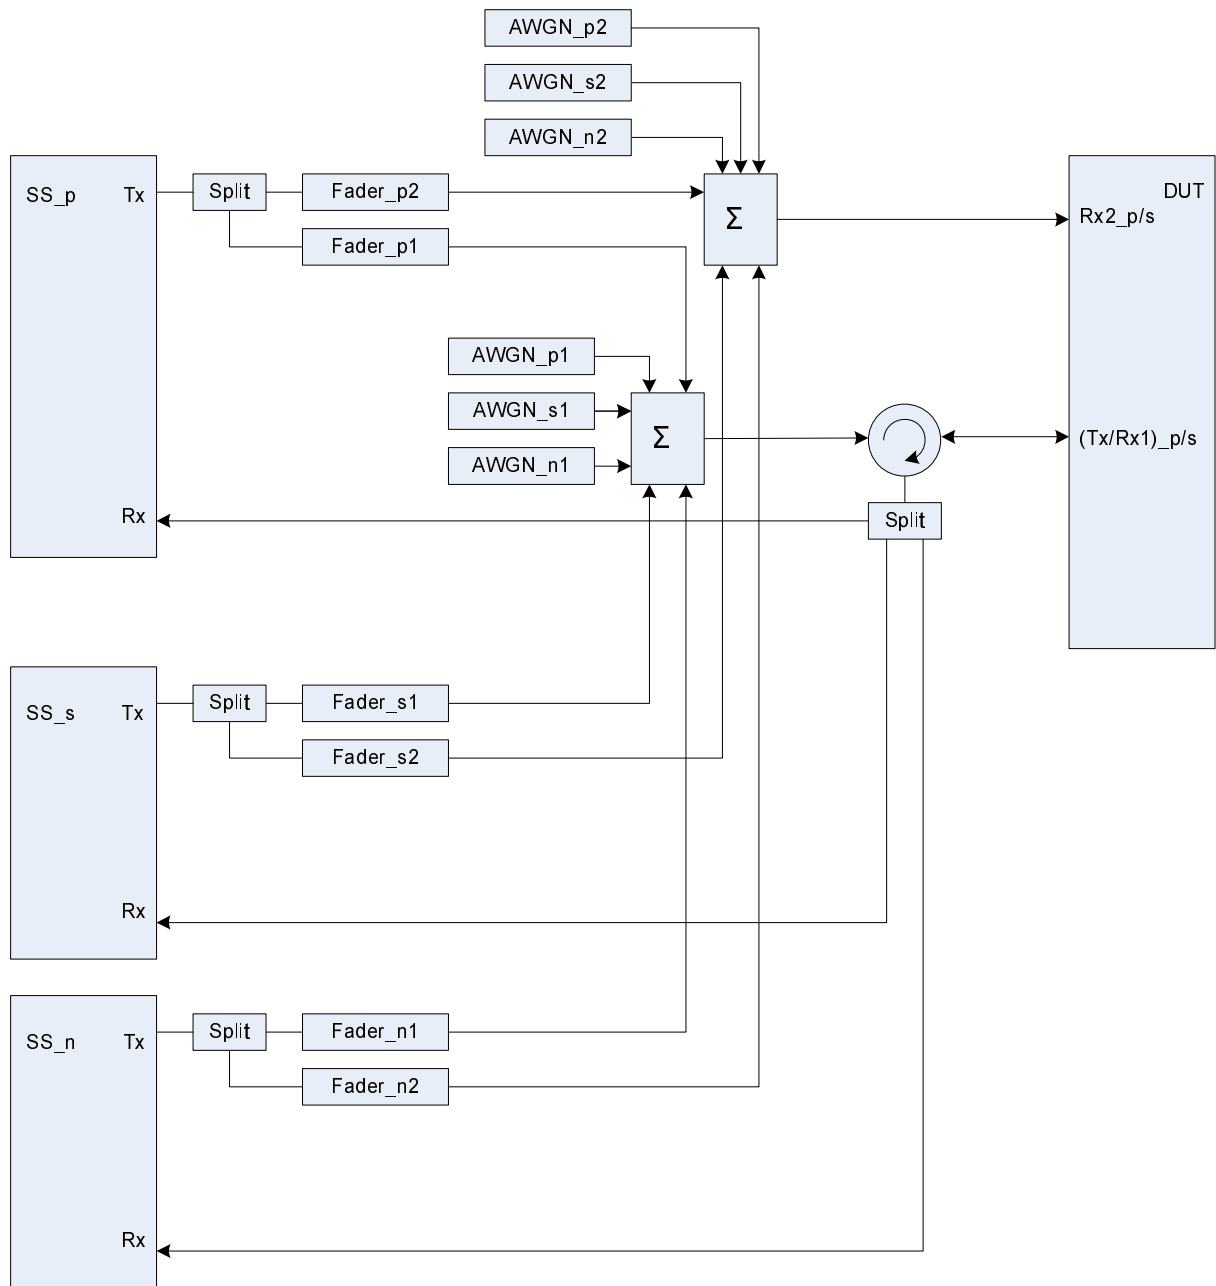 AWGN_p2
AWGN_s2
AWGN_n2
SS_p
Tx
Split
Fader_p2
Fader_p1
Σ
DUT
Rx2_p/s
AWGN_p1
AWGN_s1
AWGN_n1
Σ
(Tx/Rx1)_p/s
Rx
Split
SS_s
Tx
Split
Fader_s1
Fader_s2
Rx
SS_n
Tx
Split
Fader_n1
Fader_n2
Rx